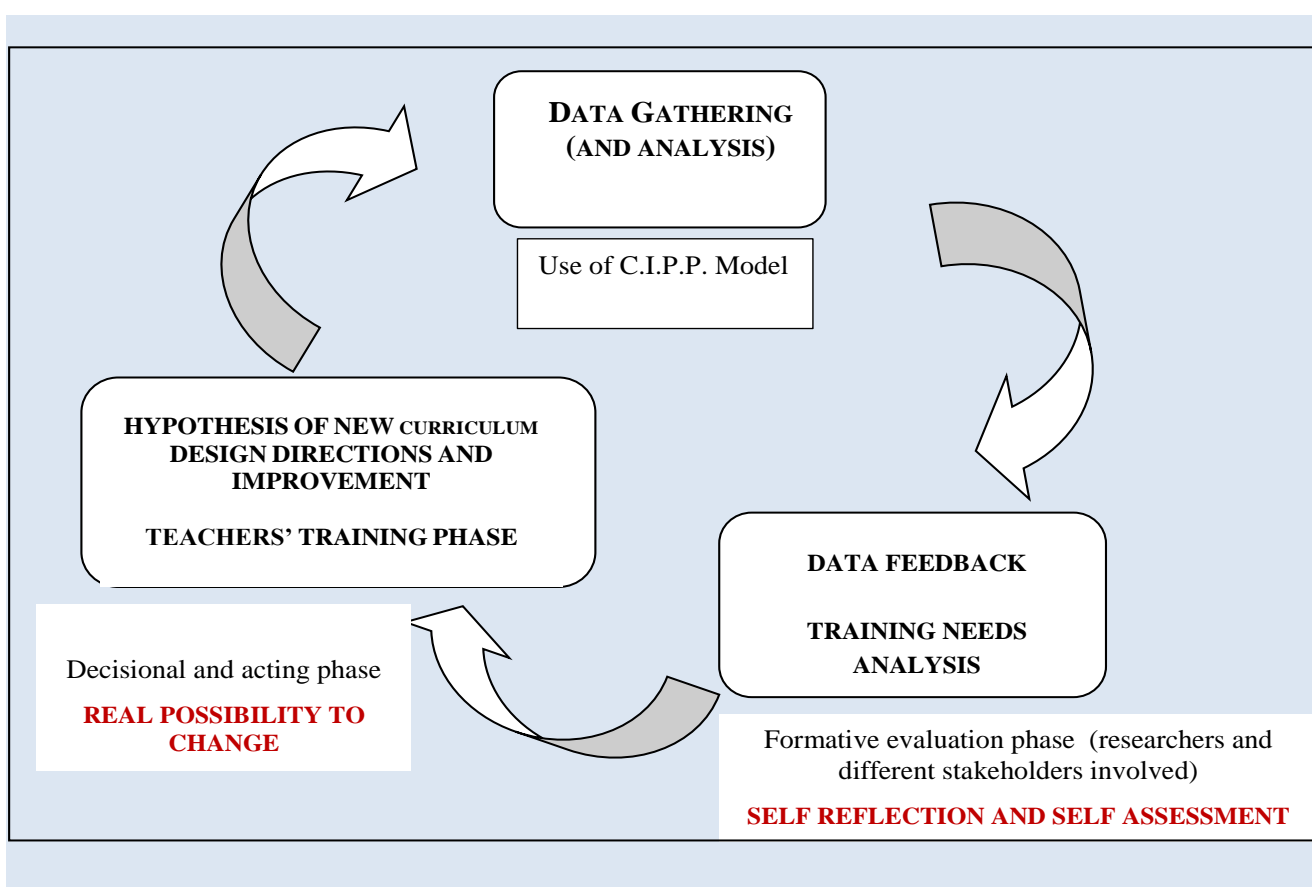 DATA GATHERING
(AND ANALYSIS)
Use of C.I.P.P. Model
HYPOTHESIS OF NEW CURRICULUM
DESIGN DIRECTIONS AND
IMPROVEMENT
TEACHERS’ TRAINING PHASE
Decisional and acting phase
REAL POSSIBILITY TO
CHANGE
DATA FEEDBACK
TRAINING NEEDS
ANALYSIS
Formative evaluation phase (researchers and
different stakeholders involved)
SELF REFLECTION AND SELF ASSESSMENT